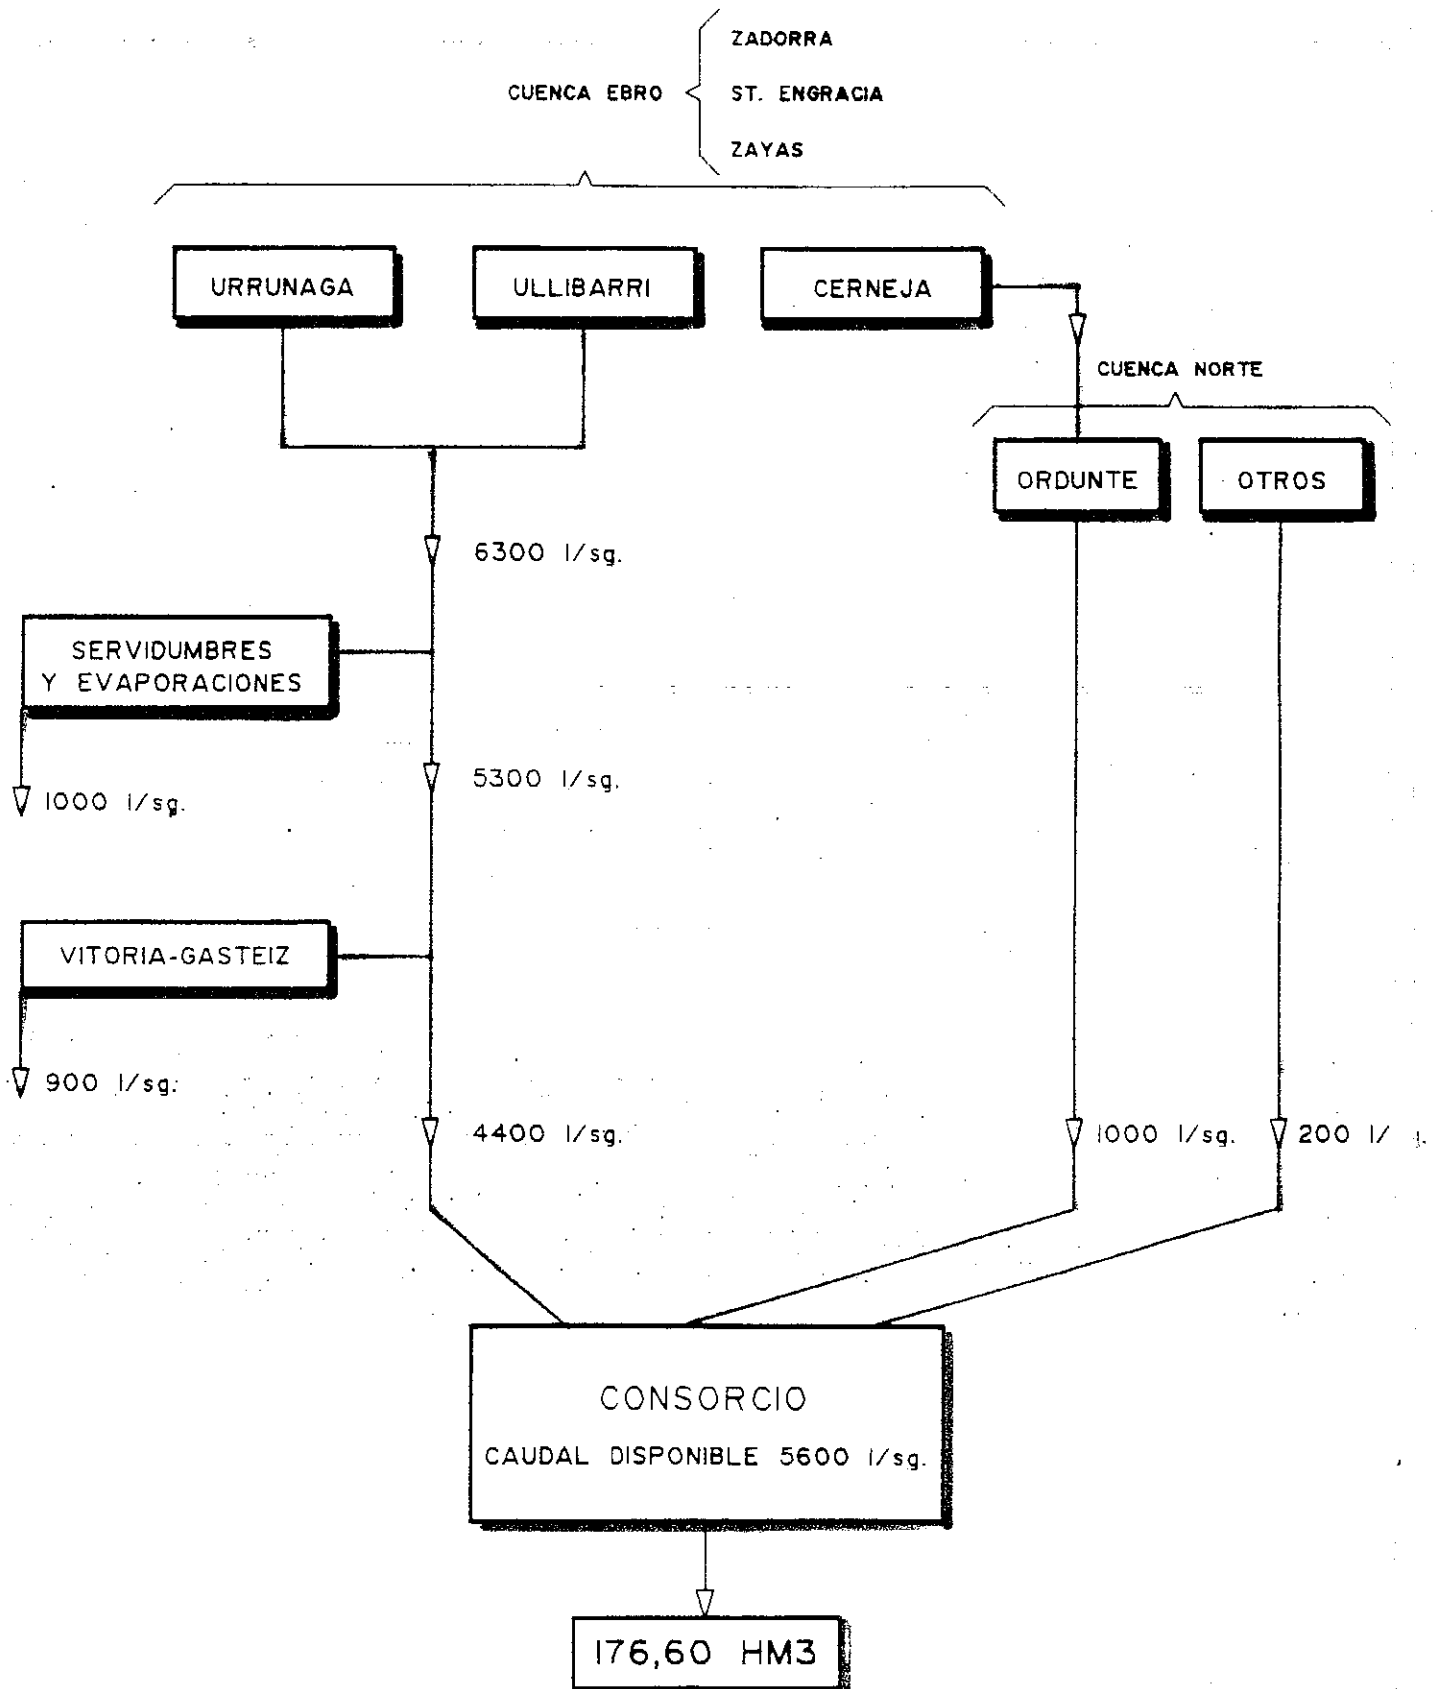 ZADORRA
CUENCA EBRO
ST. ENGRACIA
ZAYAS
URRUNAGA
ULLIBARRI
CERNEJA
CUENCA NORTE
ORDUNTE
OTROS
6300 l/sg.
SERVIDUMBRES
Y EVAPORACIONES
5300 l/sg.
1000 l/sg.
VITORIA-GASTEIZ
900 l/sg.
4400 l/sg.
1000 l/sg.
200 l/
CONSORCIO
CAUDAL DISPONIBLE 5600 l/sg.
176,60 HM3